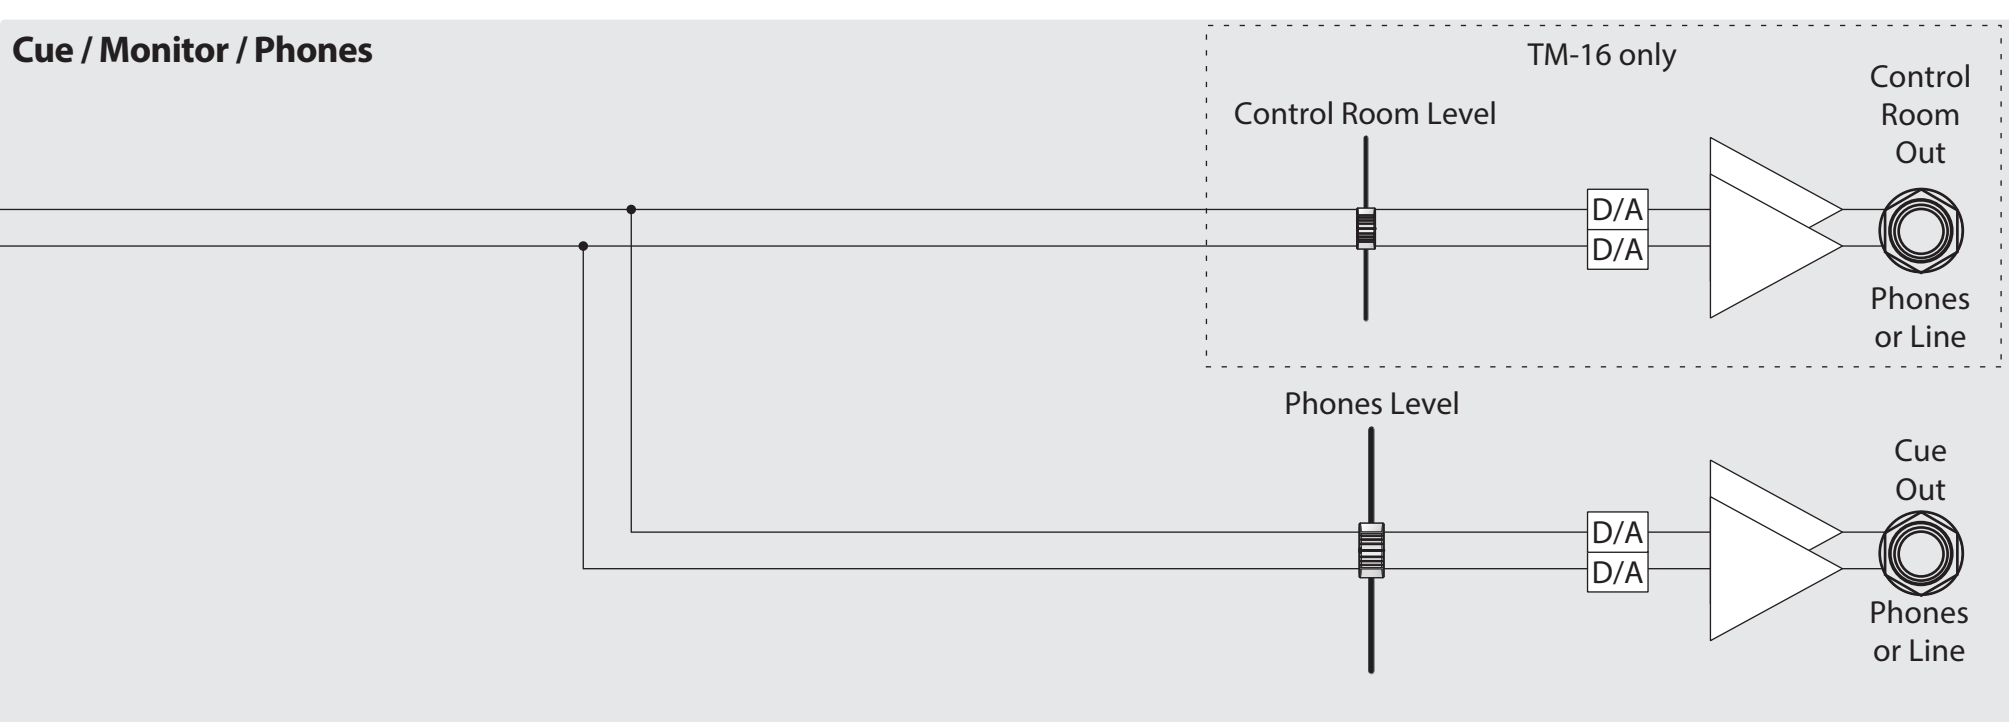 Cue / Monitor / Phones
TM-16 only
Control Room Level
Control
Room
Out
D/A
D/A
Phones
or Line
Phones Level
Cue
Out
D/A
D/A
Phones
or Line